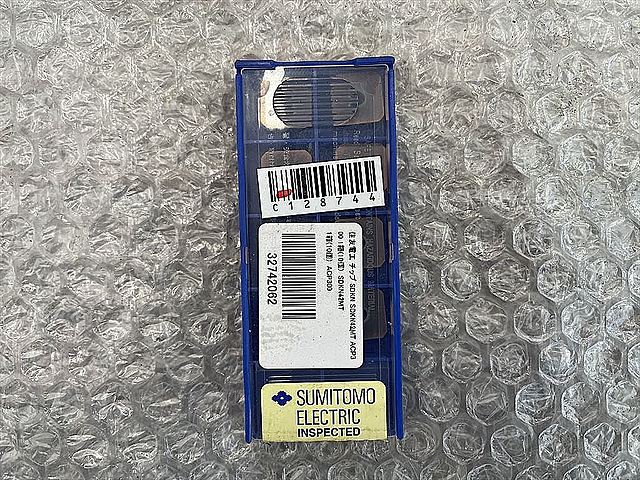 C128744
住友電工 チップ SDKN SDKN42MT ACP3
00 1箱(10個) SDKN42MT
1箱(10個) ACP300
32742062
SUMITOMO
ELECTRIC
INSPECTED